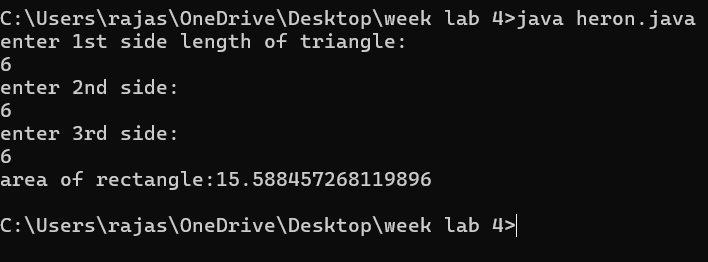 C:\Users\rajas\OneDrive\Desktop\week lab 4>java heron.java
enter 1st side length of triangle:
6
enter 2nd side:
6
enter 3rd side:
6
area of rectangle:15.588457268119896
C:\Users\rajas\OneDrive\Desktop\week lab 4>